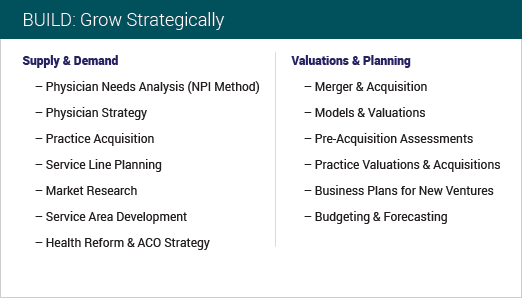 BUILD: Grow Strategically
Supply & Demand
– Physician Needs Analysis (NPI Method)
– Physician Strategy
– Practice Acquisition
– Service Line Planning
– Market Research
– Service Area Development
– Health Reform & ACO Strategy
Valuations & Planning
– Merger & Acquisition
– Models & Valuations
– Pre-Acquisition Assessments
– Practice Valuations & Acquisitions
– Business Plans for New Ventures
– Budgeting & Forecasting